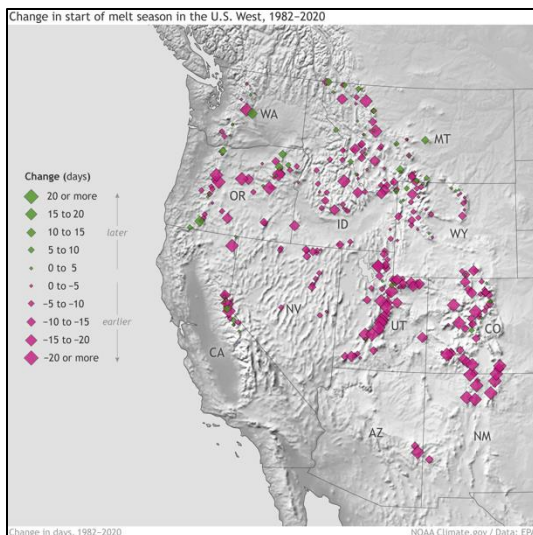 Change in start of melt season in the U.S. West, 1982–2020
WA
MT
OR
ID
WY
NV
UT
CO
CA
AZ
NM
Change (days)
20 or more
15 to 20
10 to 15
later
5 to 10
0 to 5
0 to −5
−5 to −10
−10 to −15
earlier
−15 to −20
−20 or more
Change in days, 1982–2020
NOAA Climate.gov / Data: EPA